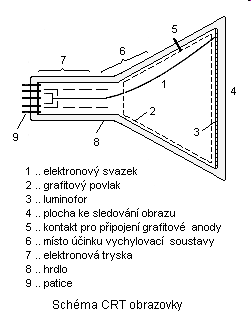 5
6
7
1
4
2
3
9
8
1 .. elektronový svazek
2 .. grafitový povlak
3 .. luminofor
4 .. plocha ke sledování obrazu
5 .. kontakt pro připojení grafitové anody
6 .. místo účinku vychylovací soustavy
7 .. elektronová tryska
8 .. hrdlo
9 .. patice
Schéma CRT obrazovky